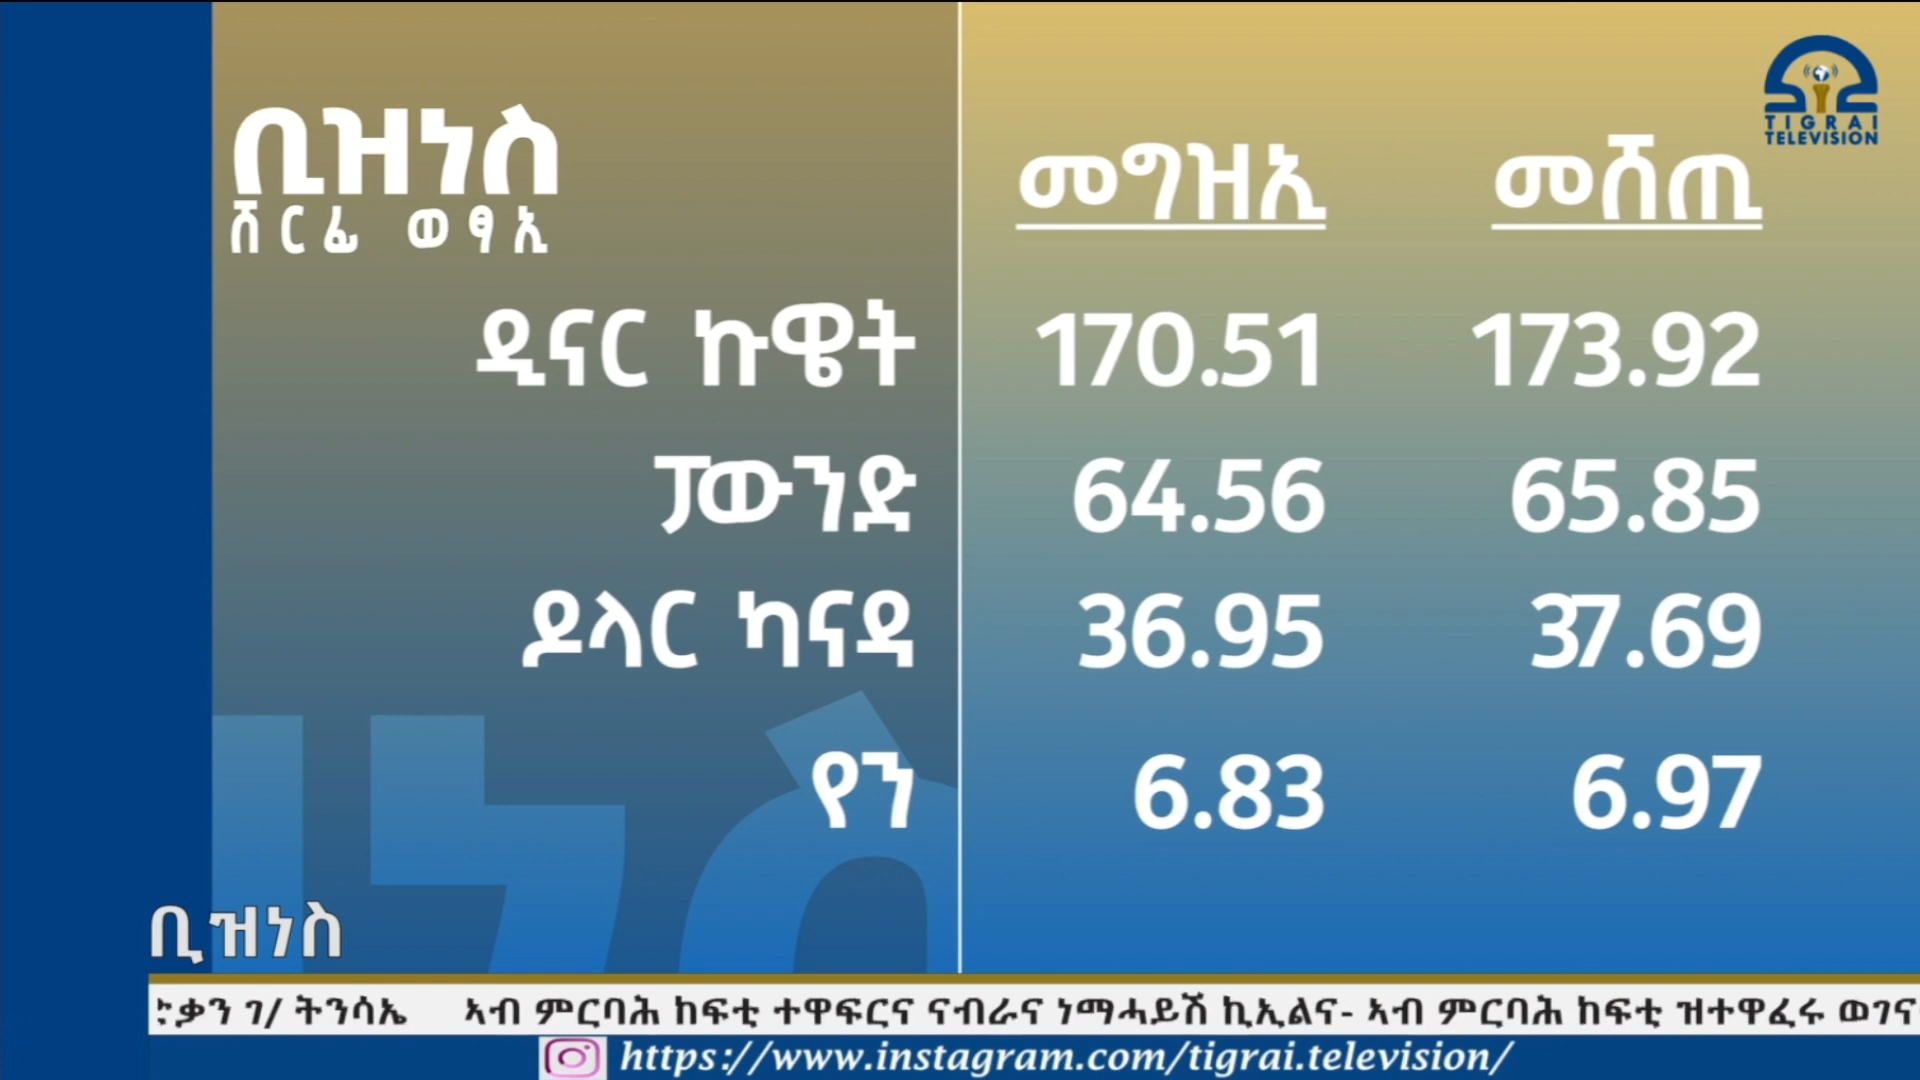 ቢዝነስ
ሸርፊ ወፃኢ
መግዝኢ መሸጢ
TIGRAI
TELEVISION
ዲናር ኩዌት 170.51 173.92
ፓውንድ 64.56 65.85
ዶላር ካናዳ 36.95 37.69
የን 6.83 6.97
ቢዝነስ
ገ/ ትንሳኤ ኣብ ምርባሕ ከፍቲ ተዋፍርና ናብራና ነማሓይሽ ኪኢልና- ኣብ ምርባሕ ከፍቲ ዝተዋፈሩ
https://www.instagram.com/tigrai.television/